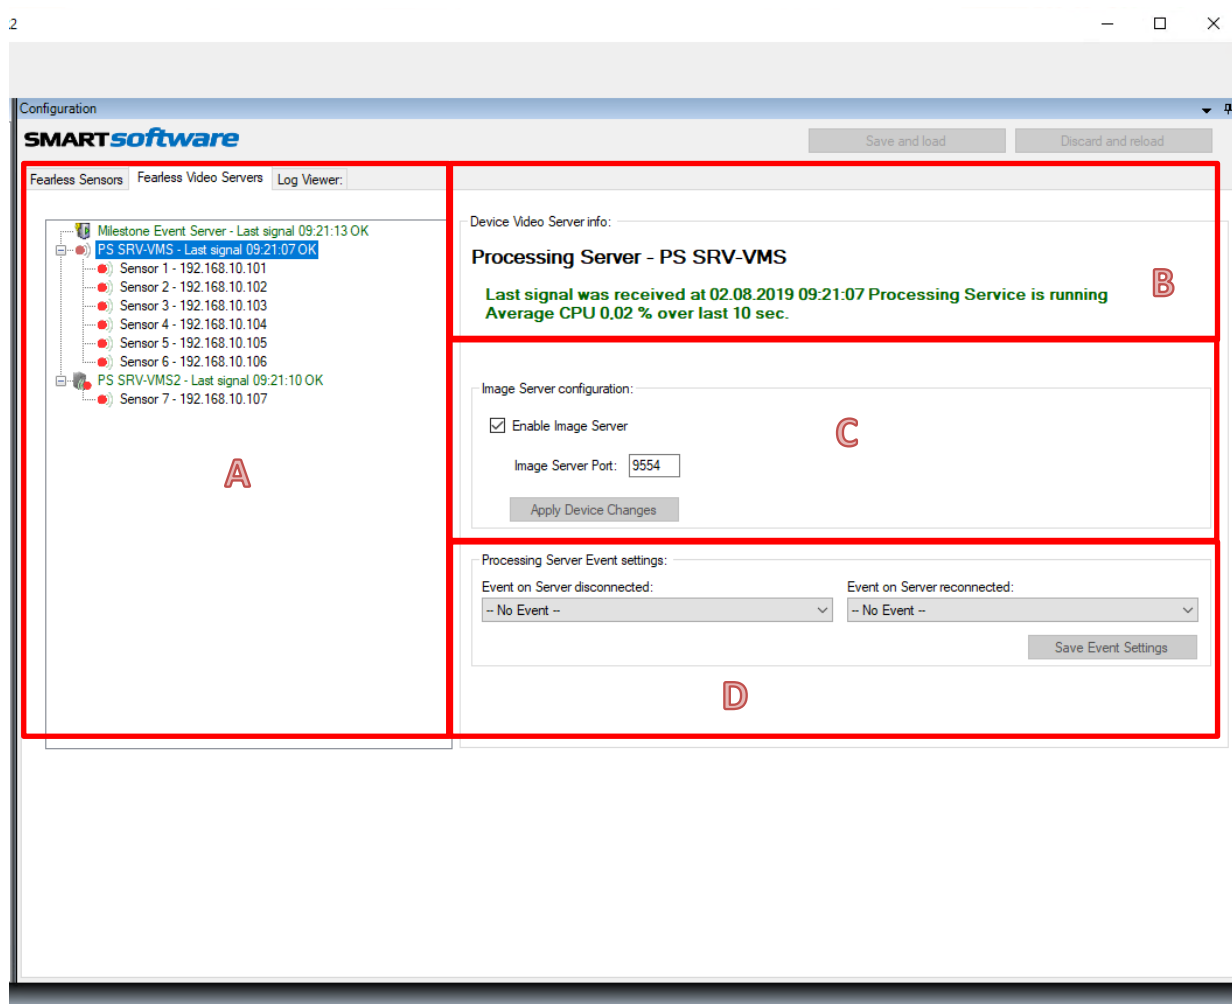 .2
Configuration
SMARTsoftware
Save and load
Discard and reload
Fearless Sensors
Fearless Video Servers
Log Viewer:
Milestone Event Server - Last signal 09:21:13 OK
PS SRV-VMS - Last signal 09:21:07 OK
Sensor 1 - 192.168.10.101
Sensor 2 - 192.168.10.102
Sensor 3 - 192.168.10.103
Sensor 4 - 192.168.10.104
Sensor 5 - 192.168.10.105
Sensor 6 - 192.168.10.106
PS SRV-VMS2 - Last signal 09:21:10 OK
Sensor 7 - 192.168.10.107
A
Device Video Server info:
Processing Server - PS SRV-VMS
Last signal was received at 02.08.2019 09:21:07 Processing Service is running
Average CPU 0,02 % over last 10 sec.
B
Image Server configuration:
Enable Image Server
Image Server Port: 9554
Apply Device Changes
C
Processing Server Event settings:
Event on Server disconnected:
-- No Event --
Event on Server reconnected:
-- No Event --
Save Event Settings
D